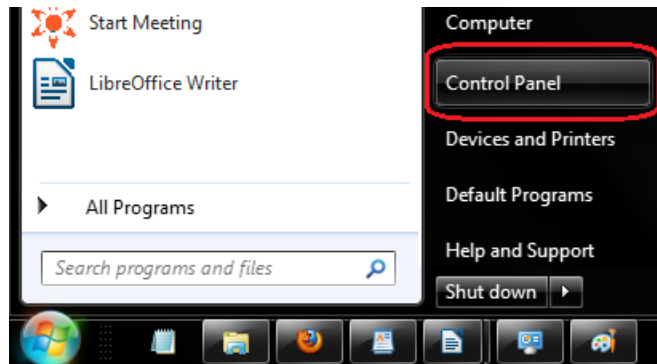 Start Meeting
LibreOffice Writer
All Programs
Search programs and files
Computer
Control Panel
Devices and Printers
Default Programs
Help and Support
Shut down